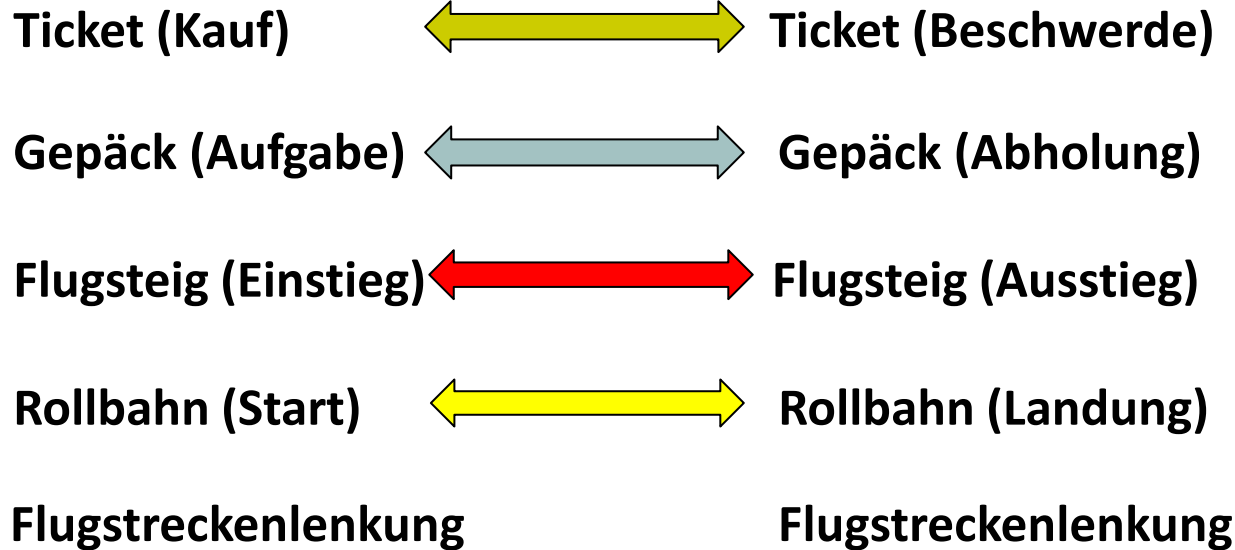 Ticket (Kauf) Ticket (Beschwerde)
Gepäck (Aufgabe) Gepäck (Abholung)
Flugsteig (Einstieg) Flugsteig (Ausstieg)
Rollbahn (Start) Rollbahn (Landung)
Flugstreckenlenkung Flugstreckenlenkung